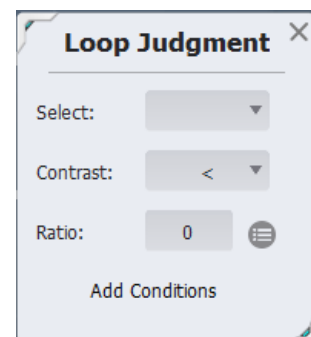 Loop Judgment
Select:
Contrast: <
Ratio: 0
Add Conditions